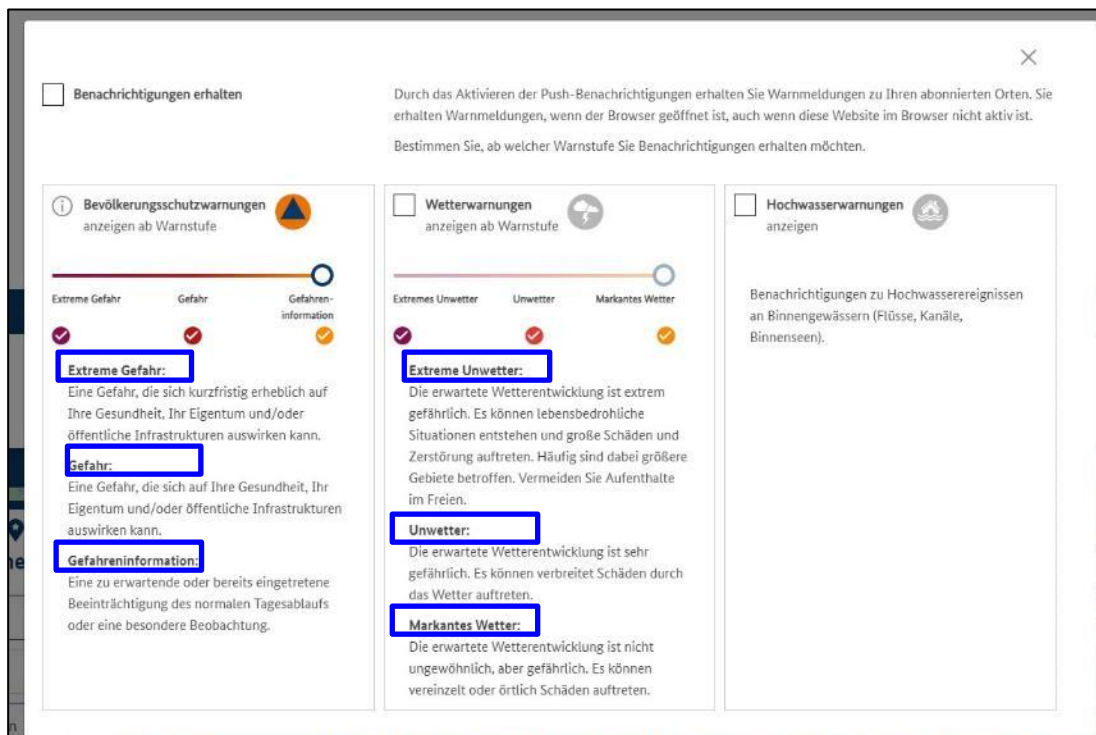 Benachrichtigungen erhalten
Durch das Aktivieren der Push-Benachrichtigungen erhalten Sie Warnmeldungen zu Ihren abonnierten Orten. Sie
erhalten Warnmeldungen, wenn der Browser geöffnet ist, auch wenn diese Website im Browser nicht aktiv ist.
Bestimmen Sie, ab welcher Warnstufe Sie Benachrichtigungen erhalten möchten.
Bevölkerungsschutzwarnungen
anzeigen ab Warnstufe
Extreme Gefahr
Gefahr
Gefahren-
information
Extreme Gefahr:
Eine Gefahr, die sich kurzfristig erheblich auf
Ihre Gesundheit, Ihr Eigentum und/oder
öffentliche Infrastrukturen auswirken kann.
Gefahr:
Eine Gefahr, die sich auf Ihre Gesundheit, Ihr
Eigentum und/oder öffentliche Infrastrukturen
auswirken kann.
Gefahreninformation:
Eine zu erwartende oder bereits eingetretene
Beeinträchtigung des normalen Tagesablaufs
oder eine besondere Beobachtung.
Wetterwarnungen
anzeigen ab Warnstufe
Extremes Unwetter
Unwetter
Markantes Wetter
Extreme Unwetter:
Die erwartete Wetterentwicklung ist extrem
gefährlich. Es können lebensbedrohliche
Situationen entstehen und große Schäden und
Zerstörung auftreten. Häufig sind dabei größere
Gebiete betroffen. Vermeiden Sie Aufenthalte
im Freien.
Unwetter:
Die erwartete Wetterentwicklung ist sehr
gefährlich. Es können verbreitet Schäden durch
das Wetter auftreten.
Markantes Wetter:
Die erwartete Wetterentwicklung ist nicht
ungewöhnlich, aber gefährlich. Es können
vereinzelt oder örtlich Schäden auftreten.
Hochwasserwarnungen
anzeigen
Benachrichtigungen zu Hochwasserereignissen
an Binnengewässern (Flüsse, Kanäle,
Binnenseen).